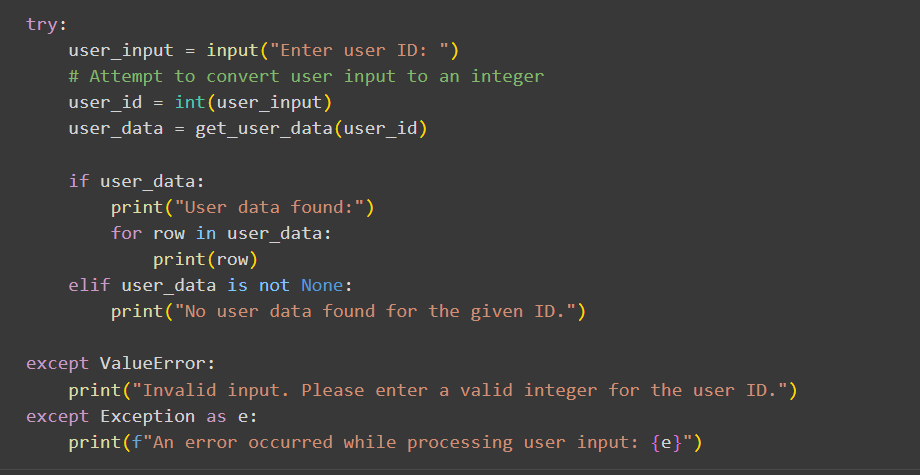 try:
    user_input = input("Enter user ID: ")
    # Attempt to convert user input to an integer
    user_id = int(user_input)
    user_data = get_user_data(user_id)

    if user_data:
        print("User data found:")
        for row in user_data:
            print(row)
    elif user_data is not None:
        print("No user data found for the given ID.")

except ValueError:
    print("Invalid input. Please enter a valid integer for the user ID.")
except Exception as e:
    print(f"An error occurred while processing user input: {e}")